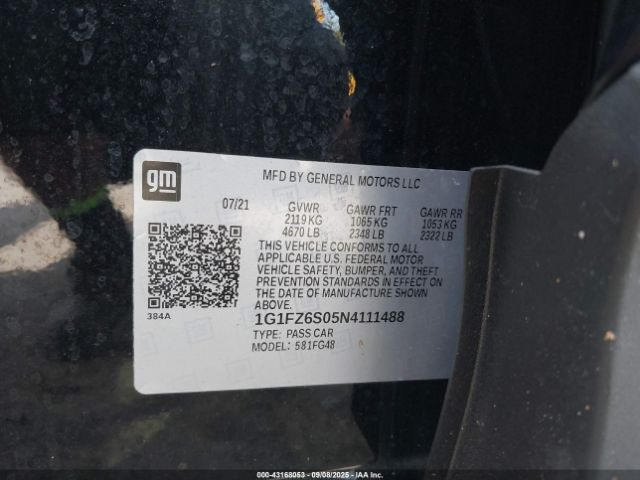 gm
MFD BY GENERAL MOTORS LLC
07/21 GVWR GAWR FRT GAWR RR
2119 KG 1065 KG 1053 KG
4670 LB 2348 LB 2322 LB
THIS VEHICLE CONFORMS TO ALL
APPLICABLE U.S. FEDERAL MOTOR
VEHICLE SAFETY, BUMPER, AND THEFT
PREVENTION STANDARDS IN EFFECT
ON THE DATE OF MANUFACTURE SHOWN
ABOVE.
384A
1G1FZ6S05N4111488
TYPE: PASS CAR
MODEL: 581FG48
000-43168053 - 09/08/2025 - IAA Inc.